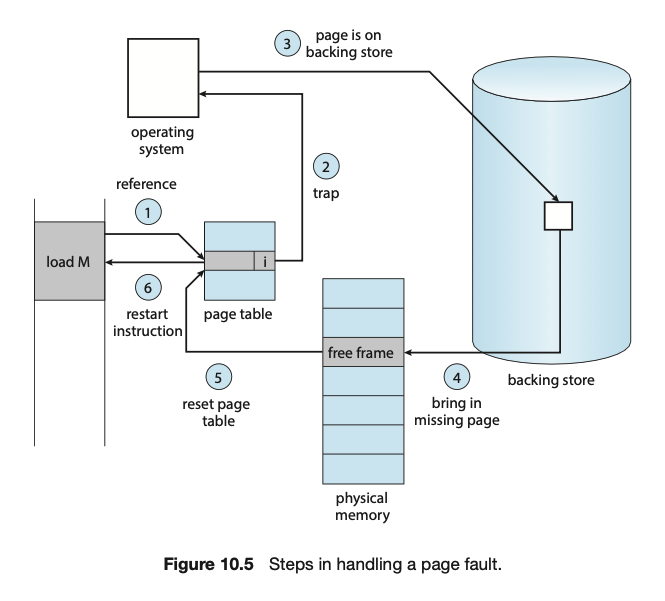 3
page is on
backing store
operating
system
2
trap
reference
1
load M
i
6
restart
instruction
page table
free frame
5
reset page
table
4
bring in
missing page
backing store
physical
memory
Figure 10.5 Steps in handling a page fault.